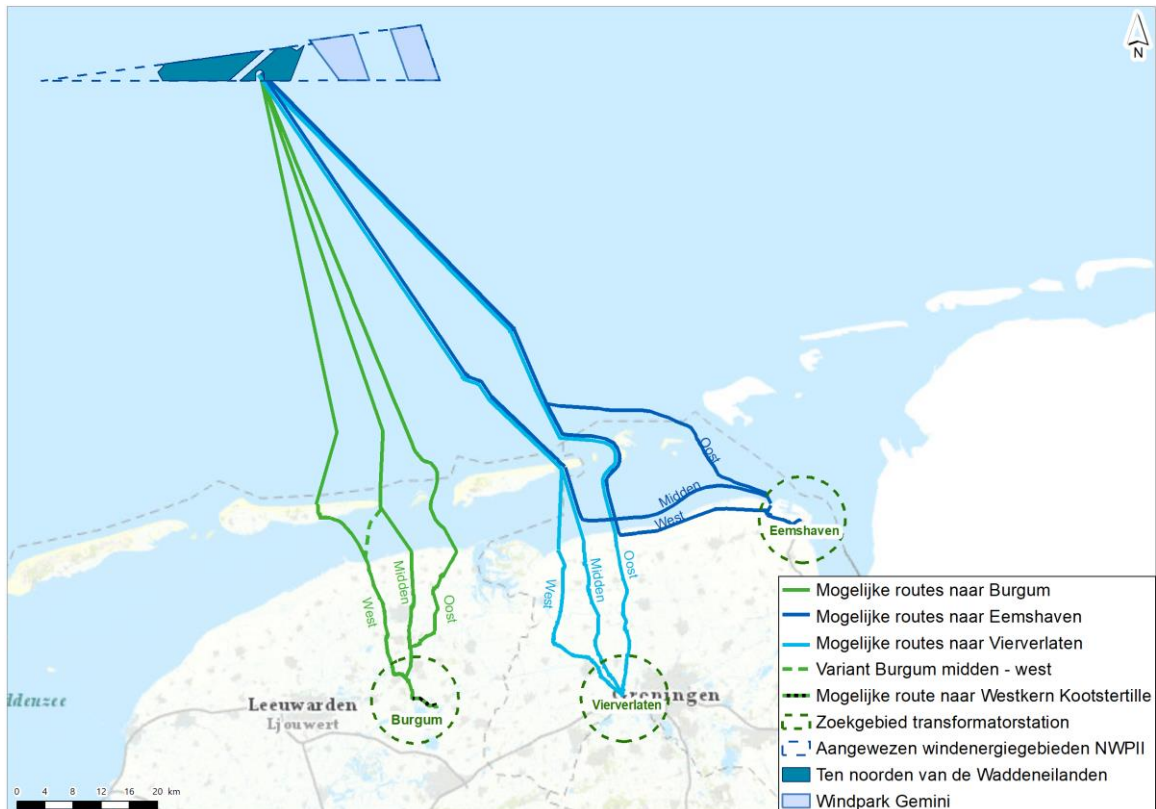 N
Oost
Midden
West
Eemshaven
West
Midden
Oost
West
Midden
Oost
Leeuwarden
Ljouwert
Burgum
Vierverlaten
Groningen
ddenzee
0 4 8 12 16 20 km
Mogelijke routes naar Burgum
Mogelijke routes naar Eemshaven
Mogelijke routes naar Vierverlaten
Variant Burgum midden - west
Mogelijke route naar Westkern Kootstertille
Zoekgebied transformatorstation
Aangewezen windenergiegebieden NWPII
Ten noorden van de Waddeneilanden
Windpark Gemini